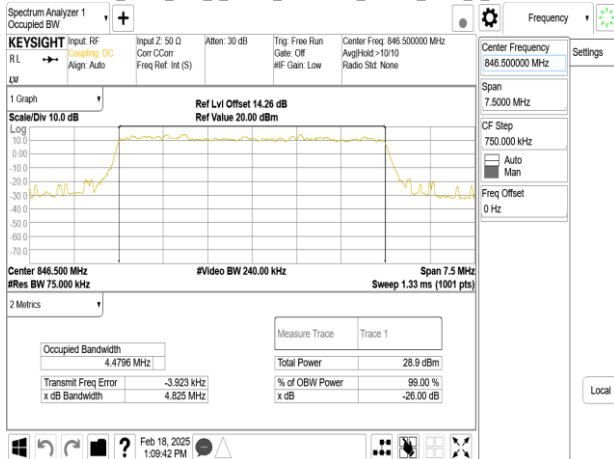 Spectrum Analyzer 1
Occupied BW
+
Frequency
KEYSIGHT
RL
Input: RF
Coupling: DC
Align: Auto
Input Z: 50 Ω
Corr CCorr
Freq Ref: Int (S)
Atten: 30 dB
Trig: Free Run
Gate: Off
#IF Gain: Low
Center Freq: 846.500000 MHz
Avg|Hold:>10/10
Radio Std: None
Center Frequency
846.500000 MHz
Settings
Span
7.5000 MHz
CF Step
750.000 kHz
Auto
Man
Freq Offset
0 Hz
Local
1 Graph
Scale/Div 10.0 dB
Ref Lvl Offset 14.26 dB
Ref Value 20.00 dBm
Log
10.0
0.00
-10.0
-20.0
-30.0
-40.0
-50.0
-60.0
-70.0
Center 846.500 MHz
#Video BW 240.00 kHz
Span 7.5 MHz
#Res BW 75.000 kHz
Sweep 1.33 ms (1001 pts)
2 Metrics
Measure Trace Trace 1
Occupied Bandwidth
4.4796 MHz
Total Power 28.9 dBm
Transmit Freq Error -3.923 kHz
% of OBW Power 99.00 %
x dB Bandwidth 4.825 MHz
x dB -26.00 dB
?
Feb 18, 2025
1:09:42 PM